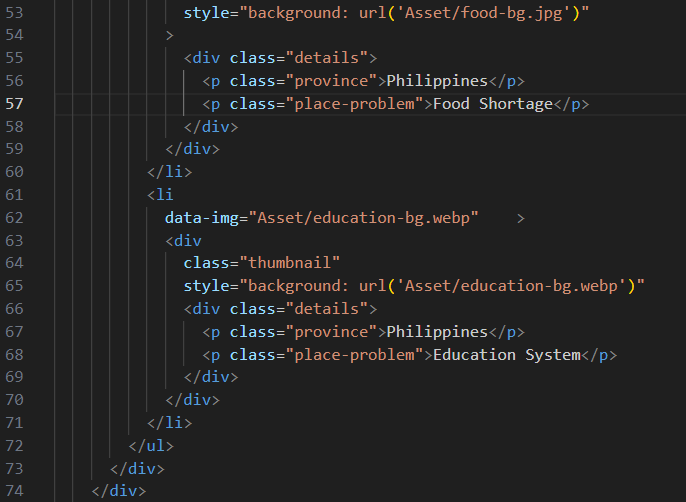 53 style="background: url('Asset/food-bg.jpg')"
54 >
55 <div class="details">
56 <p class="province">Philippines</p>
57 <p class="place-problem">Food Shortage</p>
58 </div>
59 </div>
60 </li>
61 <li
62 data-img="Asset/education-bg.webp" >
63 <div
64 class="thumbnail"
65 style="background: url('Asset/education-bg.webp')"
66 <div class="details">
67 <p class="province">Philippines</p>
68 <p class="place-problem">Education System</p>
69 </div>
70 </div>
71 </li>
72 </ul>
73 </div>
74 </div>